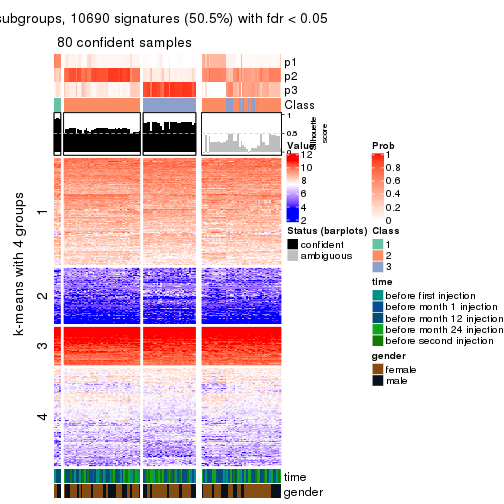 subgroups, 10690 signatures (50.5%) with fdr < 0.05
80 confident samples
p1
p2
p3
Class
1
0.5
0
Silhouette
score
k-means with 4 groups
1
2
3
4
time
gender
Value
12
10
8
6
4
2
Prob
1
0.8
0.6
0.4
0.2
0
Status (barplots)
confident
ambiguous
Class
1
2
3
time
before first injection
before month 1 injection
before month 12 injection
before month 24 injection
before second injection
gender
female
male